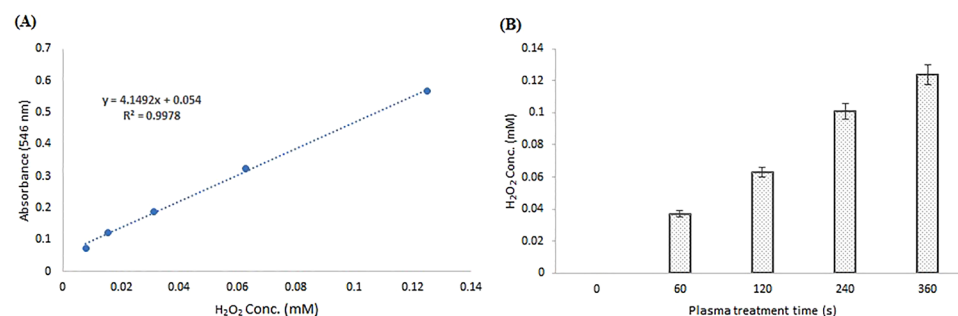 (A)
0.7
0.6
0.5
0.4
0.3
0.2
0.1
0
Absorbance (546 nm)
y = 4.1492x + 0.054
R² = 0.9978
0 0.02 0.04 0.06 0.08 0.1 0.12 0.14
H₂O₂ Conc. (mM)
(B)
0.14
0.12
0.1
0.08
0.06
0.04
0.02
0
H₂O₂ Conc. (mM)
0 60 120 240 360
Plasma treatment time (s)